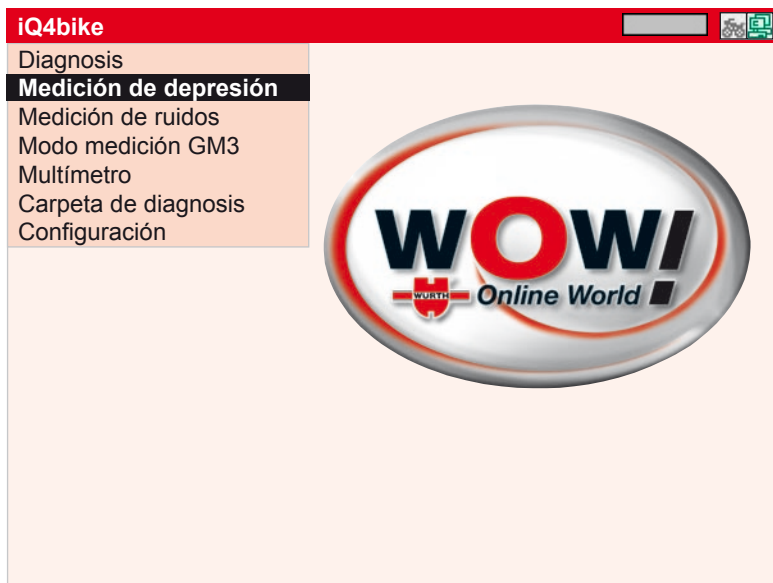 iQ4bike
Diagnosis
Medición de depresión
Medición de ruidos
Modo medición GM3
Multímetro
Carpeta de diagnosis
Configuración
WOW!
WURTH Online World